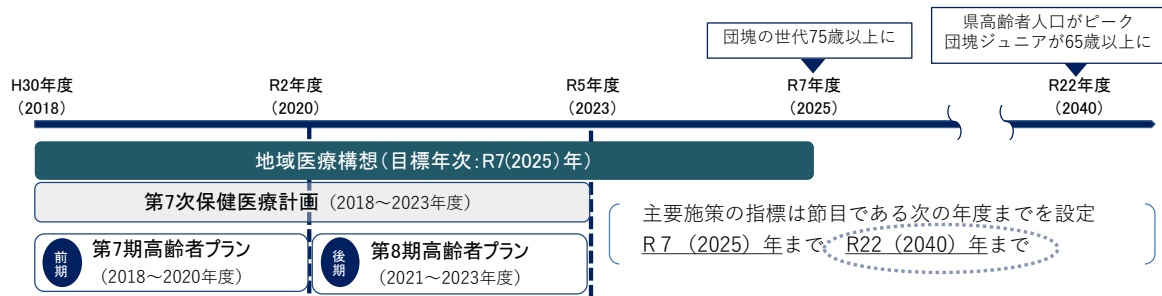 団塊の世代75歳以上に
県高齢者人口がピーク
団塊ジュニアが65歳以上に
H30年度
(2018)
R2年度
(2020)
R5年度
(2023)
R7年度
(2025)
R22年度
(2040)
地域医療構想(目標年次:R7(2025)年)
第7次保健医療計画 (2018~2023年度)
前期
第7期高齢者プラン
(2018~2020年度)
後期
第8期高齢者プラン
(2021~2023年度)
主要施策の指標は節目である次の年度までを設定
R7 (2025) 年まで R22 (2040) 年まで